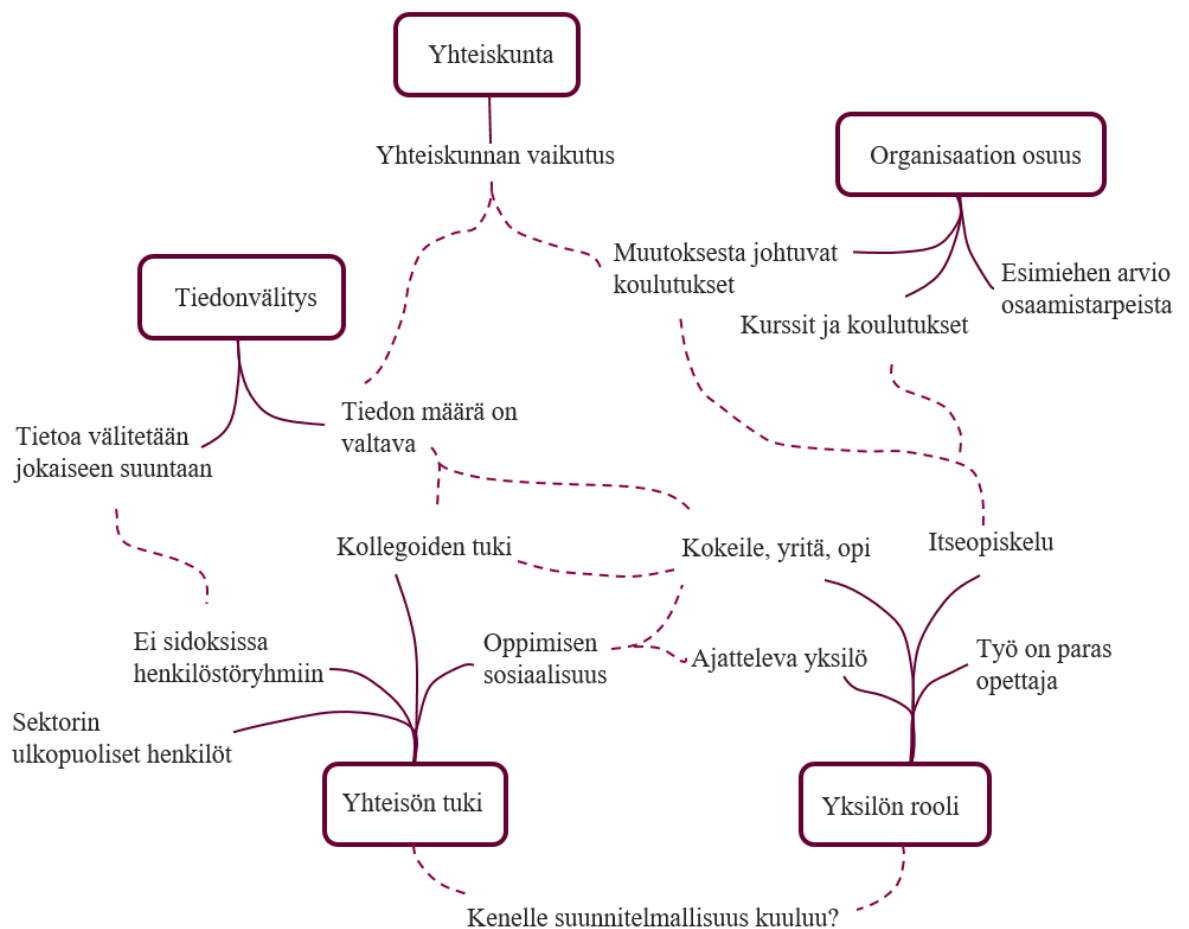 Yhteiskunta
Yhteiskunnan vaikutus
Organisaation osuus
Muutoksesta johtuvat
koulutukset
Esimiehen arvio
osaamistarpeista
Kurssit ja koulutukset
Tiedonvälitys
Tiedon määrä on
valtava
Tietoa välitetään
jokaiseen suuntaan
Kollegoiden tuki
Kokeile, yritä, opi
Itseopiskelu
Ei sidoksissa
henkilöstöryhmiin
Oppimisen
sosiaalisuus
Ajatteleva yksilö
Työ on paras
opettaja
Sektorin
ulkopuoliset henkilöt
Yhteisön tuki
Yksilön rooli
Kenelle suunnitelmallisuus kuuluu?